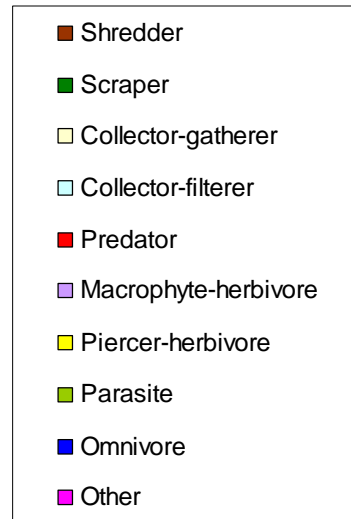 Shredder
Scraper
Collector-gatherer
Collector-filterer
Predator
Macrophyte-herbivore
Piercer-herbivore
Parasite
Omnivore
Other